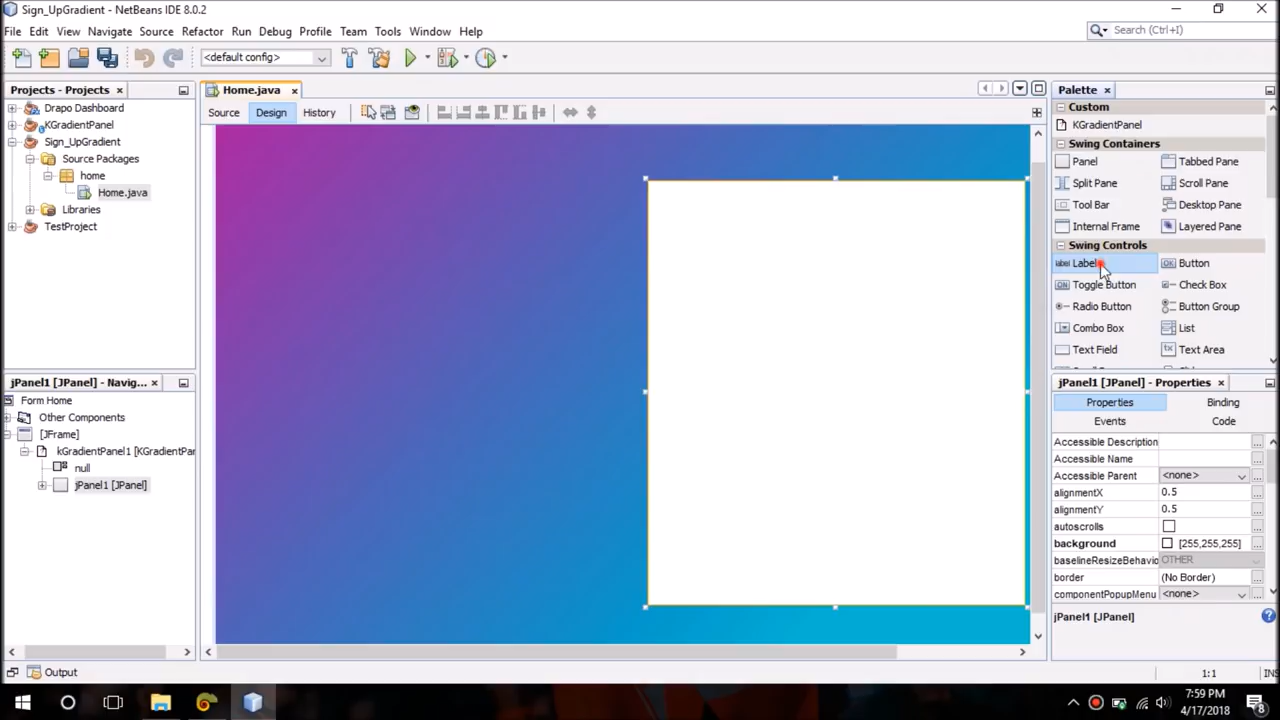 Sign_UpGradient - NetBeans IDE 8.0.2
File Edit View Navigate Source Refactor Run Debug Profile Team Tools Window Help
Search (Ctrl+I)
<default config>
Projects - Projects
Drapo Dashboard
KGradientPanel
Sign_UpGradient
Source Packages
home
Home.java
Libraries
TestProject
Home.java
Source Design History
Palette
Custom
KGradientPanel
Swing Containers
Panel Tabbed Pane
Split Pane Scroll Pane
Tool Bar Desktop Pane
Internal Frame Layered Pane
Swing Controls
label Label OK Button
ON Toggle Button Check Box
Radio Button Button Group
Combo Box List
Text Field Text Area
jPanel1 [JPanel] - Navig...
Form Home
Other Components
[JFrame]
kGradientPanel1 [KGradientPar
null
jPanel1 [JPanel]
jPanel1 [JPanel] - Properties
Properties Binding
Events Code
Accessible Description
Accessible Name
Accessible Parent <none>
alignmentX 0.5
alignmentY 0.5
autoscrolls
background [255,255,255]
baselineResizeBehavio OTHER
border (No Border)
componentPopupMenu <none>
jPanel1 [JPanel]
Output
1:1 INS
7:59 PM
4/17/2018
8